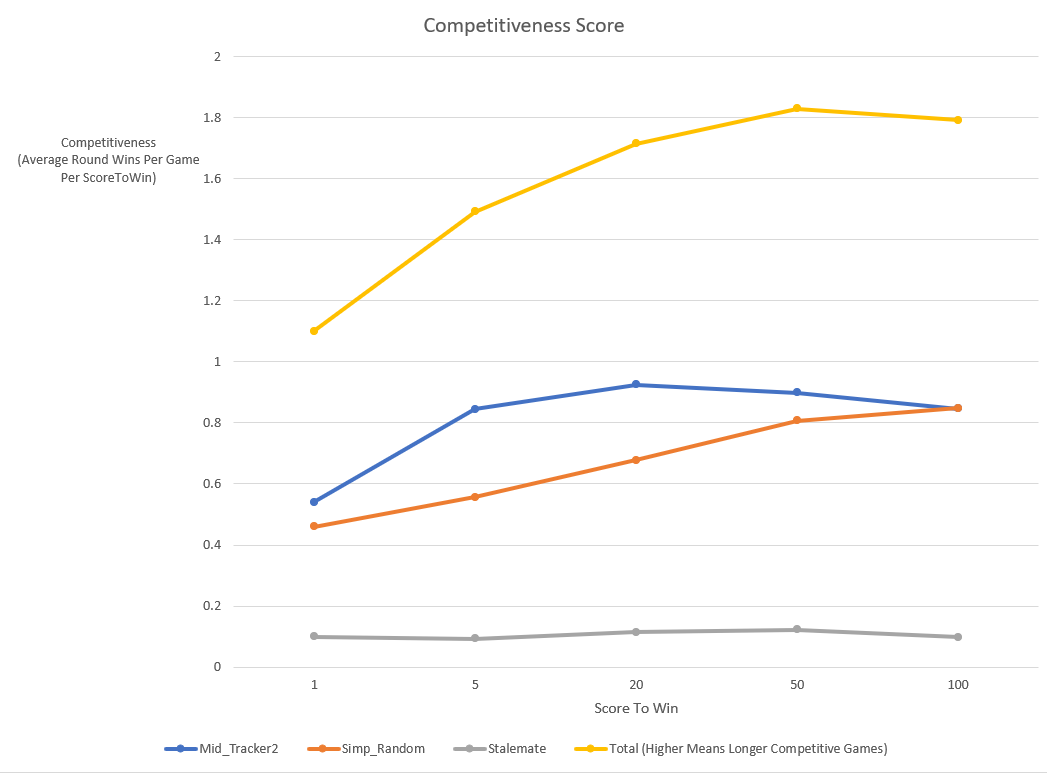 Competitiveness Score
Competitiveness
(Average Round Wins Per Game
Per ScoreToWin)
2
1.8
1.6
1.4
1.2
1
0.8
0.6
0.4
0.2
0
1 5 20 50 100
Score To Win
Mid_Tracker2 Simp_Random Stalemate Total (Higher Means Longer Competitive Games)